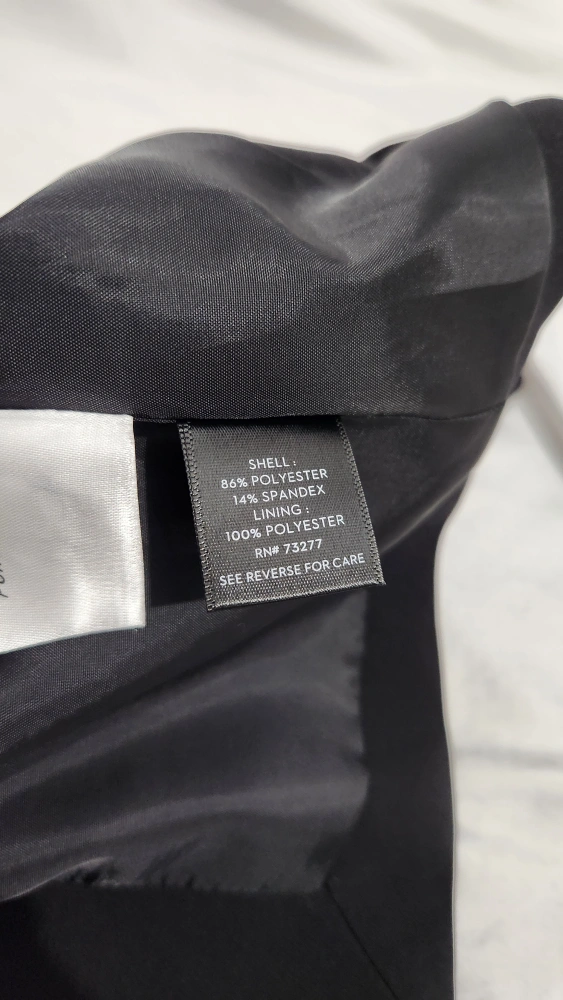 SHELL :
86% POLYESTER
14% SPANDEX
LINING :
100% POLYESTER
RN# 73277
SEE REVERSE FOR CARE